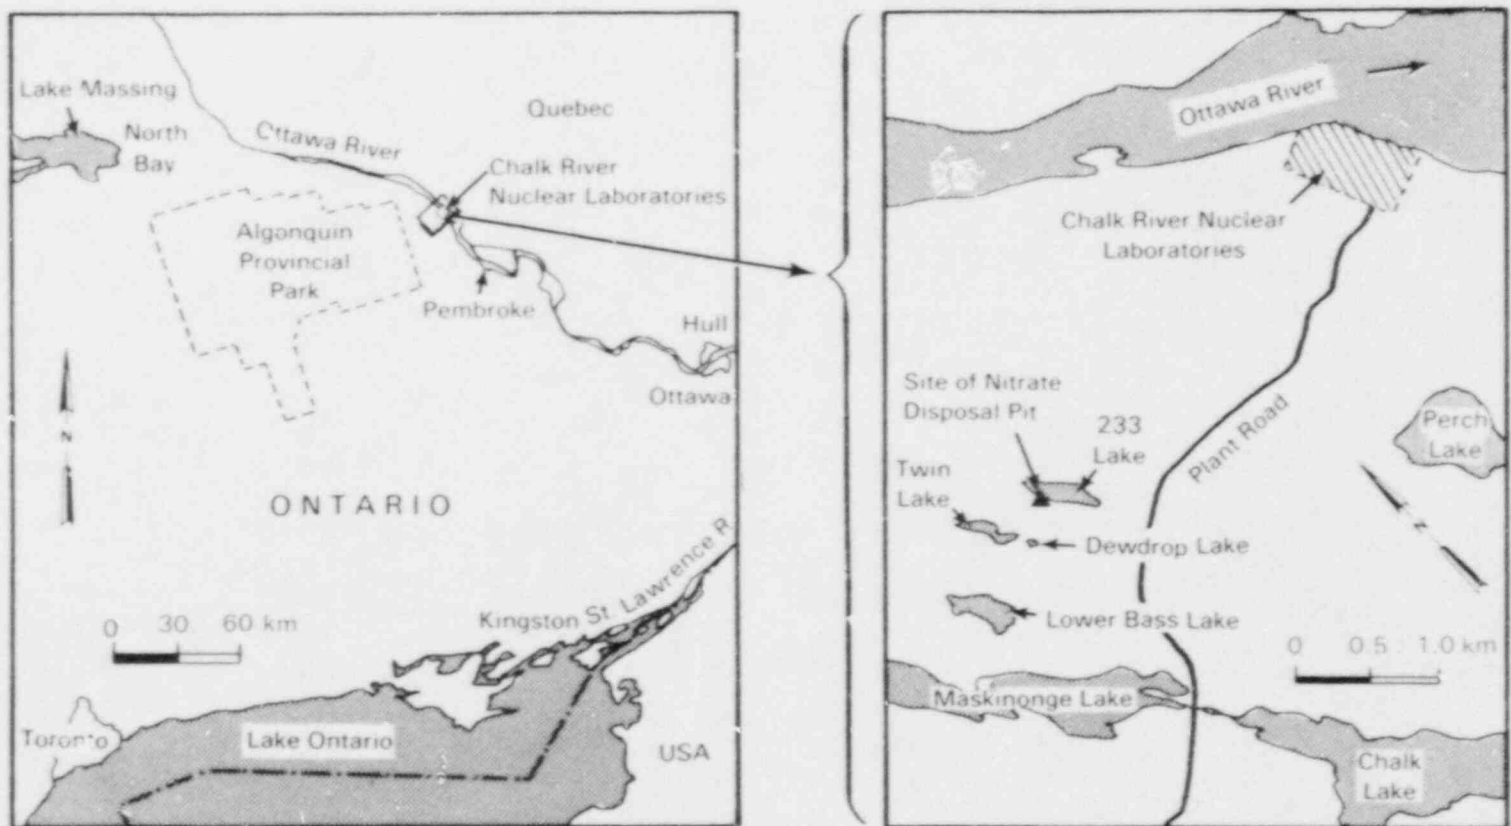 Lake Massing
North
Bay
Ottawa River
Quebec
Chalk River
Nuclear Laboratories
Algonquin
Provincial
Park
Pembroke
Hull
Ottawa
N
ONTARIO
Kingston
St. Lawrence R.
0 30 60 km
Toronto
Lake Ontario
USA
Ottawa River
Chalk River Nuclear
Laboratories
Site of Nitrate
Disposal Pit
233
Lake
Twin
Lake
Plant Road
Perch
Lake
N
Dewdrop Lake
Lower Bass Lake
0 0.5 1.0 km
Maskinonge Lake
Chalk
Lake